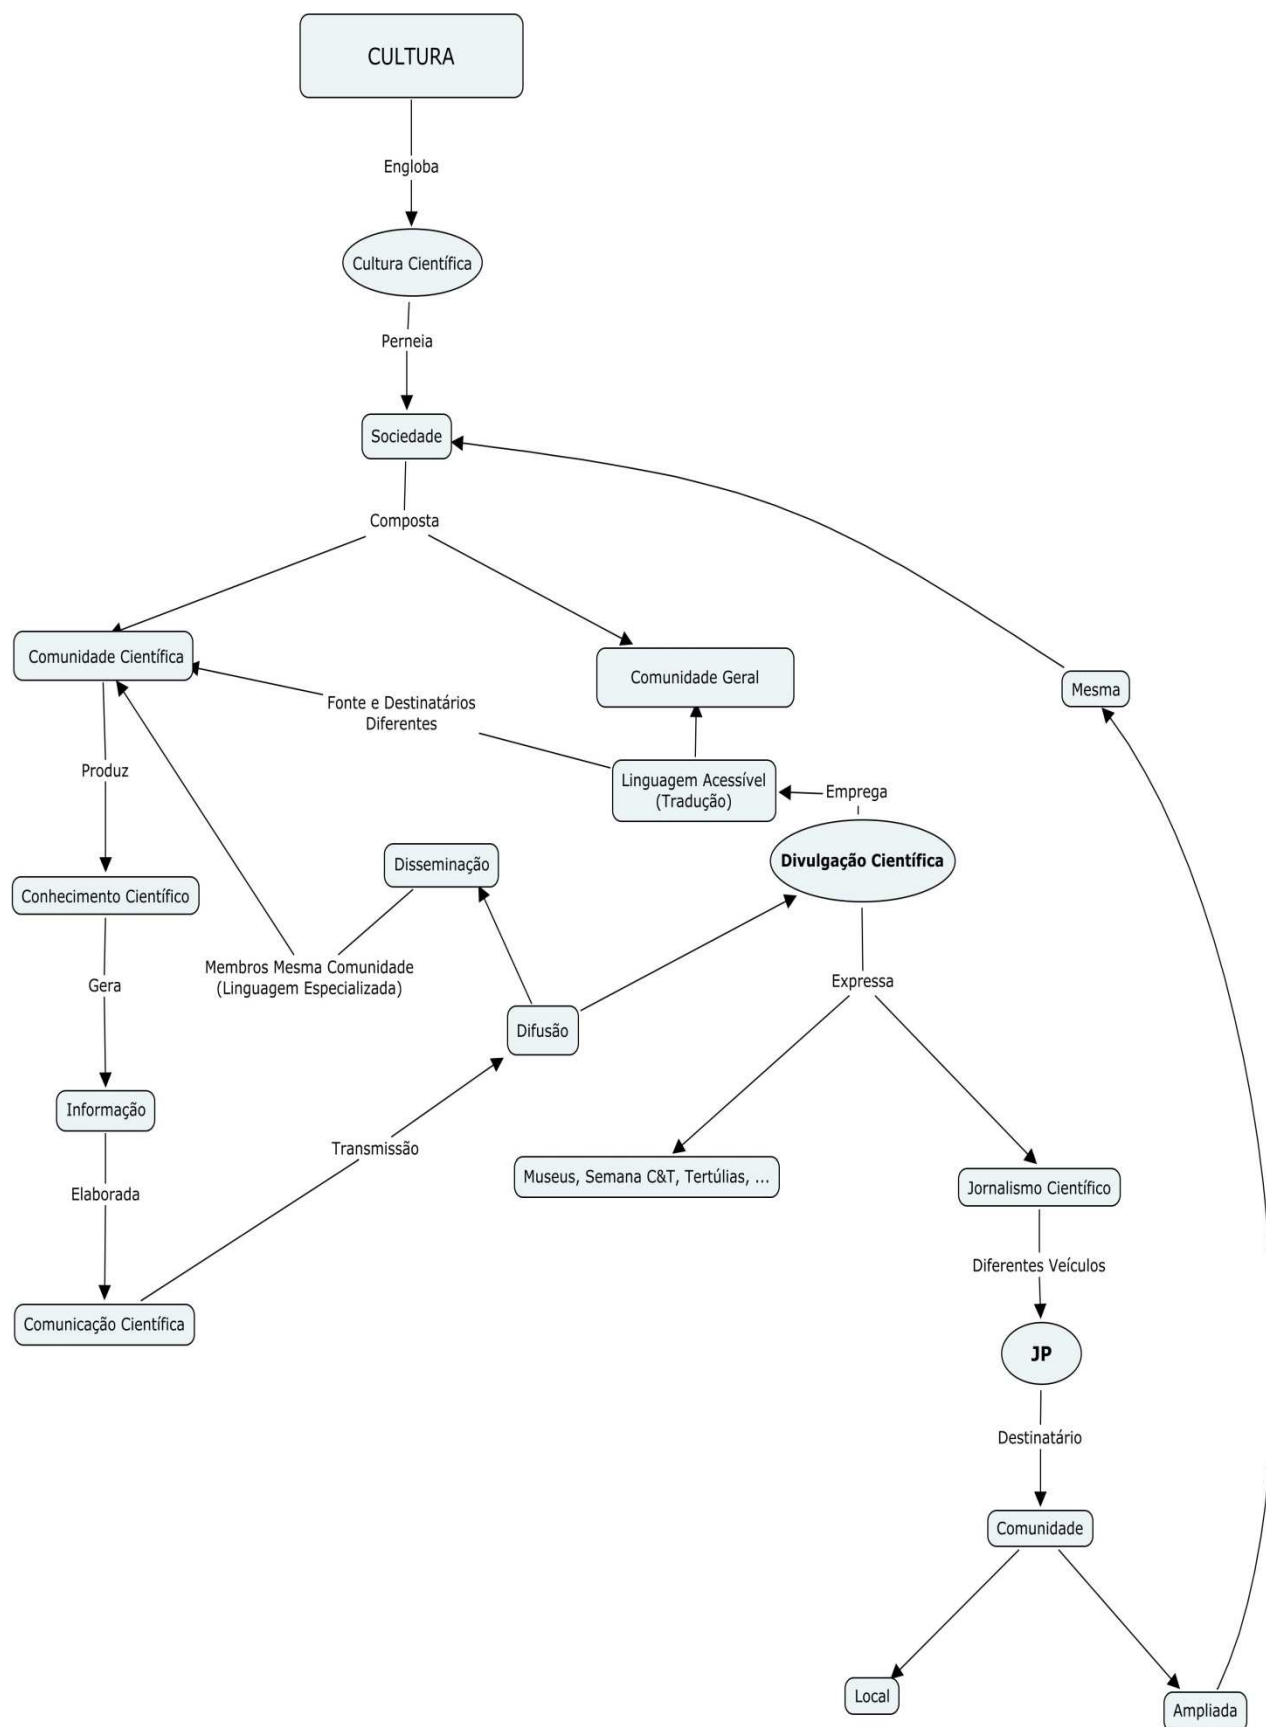 CULTURA
Engloba
Cultura Científica
Perneia
Sociedade
Composta
Comunidade Científica
Comunidade Geral
Mesma
Fonte e Destinatários
Diferentes
Produz
Linguagem Acessível
(Tradução)
Emprega
Disseminação
Divulgação Científica
Conhecimento Científico
Membros Mesma Comunidade
(Linguagem Especializada)
Gera
Expressa
Difusão
Informação
Transmissão
Museus, Semana C&T, Tertúlias, ...
Jornalismo Científico
Elaborada
Diferentes Veículos
Comunicação Científica
JP
Destinatário
Comunidade
Local
Ampliada